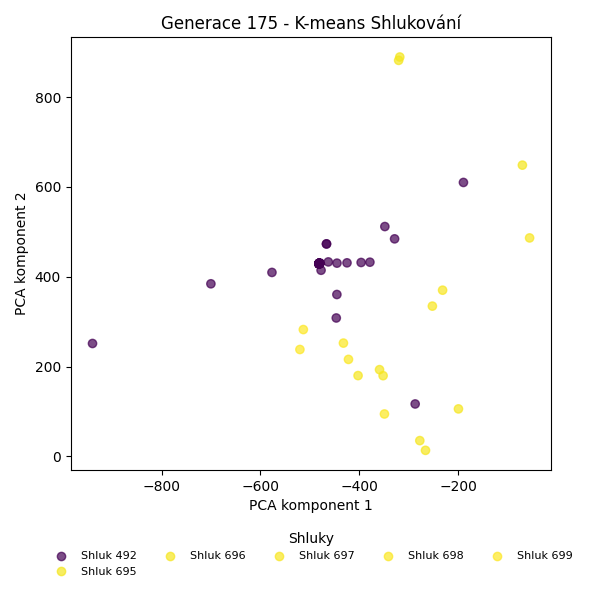 Generace 175 - K-means Shlukování
PCA komponent 2
800
600
400
200
0
−800
−600
−400
−200
PCA komponent 1
Shluky
Shluk 492
Shluk 696
Shluk 697
Shluk 698
Shluk 699
Shluk 695